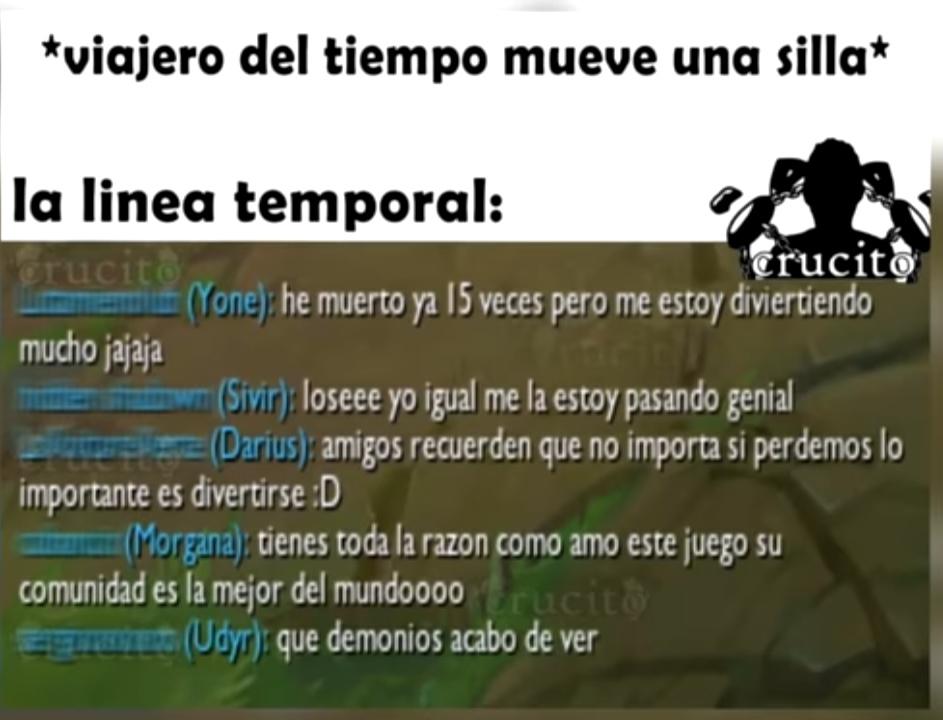 *viajero del tiempo mueve una silla*
la linea temporal:
crucito
crucito
(Yone): he muerto ya 15 veces pero me estoy diviertiendo
mucho jajaja
(Sivir): loseee yo igual me la estoy pasando genial
(Darius): amigos recuerden que no importa si perdemos lo
importante es divertirse :D
(Morgana): tienes toda la razon como amo este juego su
comunidad es la mejor del mundoooo
crucito
(Udyr): que demonios acabo de ver